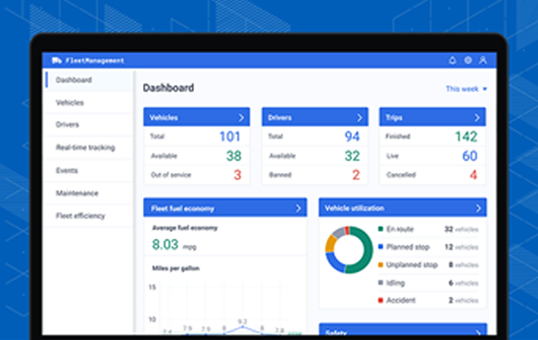 FleetManagement
Dashboard
Vehicles
Drivers
Real-time tracking
Events
Maintenance
Fleet efficiency
Dashboard
This week
Vehicles
Total 101
Available 38
Out of service 3
Drivers
Total 94
Available 32
Banned 2
Trips
Finished 142
Live 60
Cancelled 4
Fleet fuel economy
Average fuel economy
8.03 mpg
Miles per gallon
15
10
7.4 7.9 7.9 8 9.2 8 7.8
Vehicle utilization
En route 32 vehicles
Planned stop 12 vehicles
Unplanned stop 8 vehicles
Idling 6 vehicles
Accident 2 vehicles
Safety